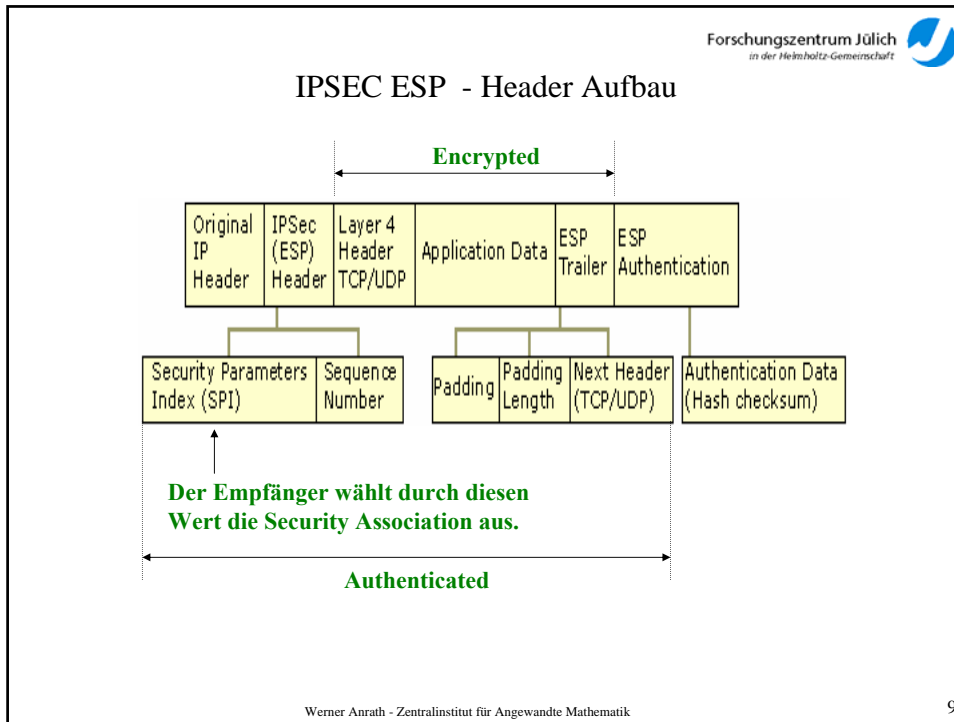 Forschungszentrum Jülich
in der Helmholtz-Gemeinschaft
IPSEC ESP - Header Aufbau
Encrypted
Original
IP
Header
IPSec
(ESP)
Header
Layer 4
Header
TCP/UDP
Application Data
ESP
Trailer
ESP
Authentication
Security Parameters
Index (SPI)
Sequence
Number
Padding
Padding
Length
Next Header
(TCP/UDP)
Authentication Data
(Hash checksum)
Der Empfänger wählt durch diesen
Wert die Security Association aus.
Authenticated
Werner Anrath - Zentralinstitut für Angewandte Mathematik
9